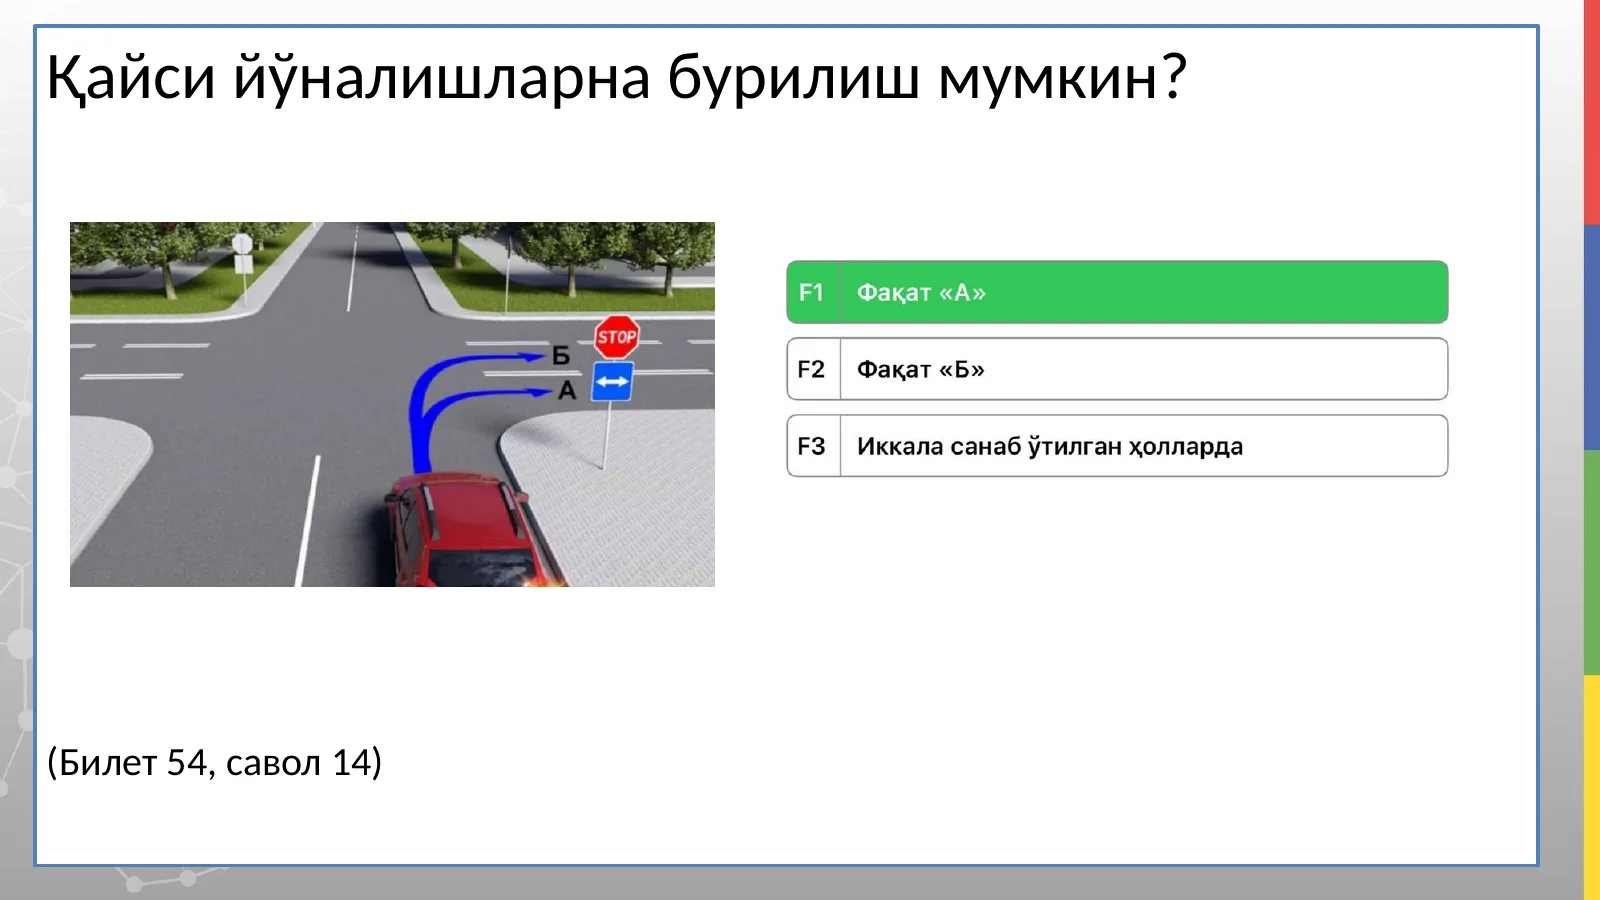 Қайси йўналишларна бурилиш мумкин?
STOP
Б
А
F1 Фақат «А»
F2 Фақат «Б»
F3 Иккала санаб ўтилган ҳолларда
(Билет 54, савол 14)